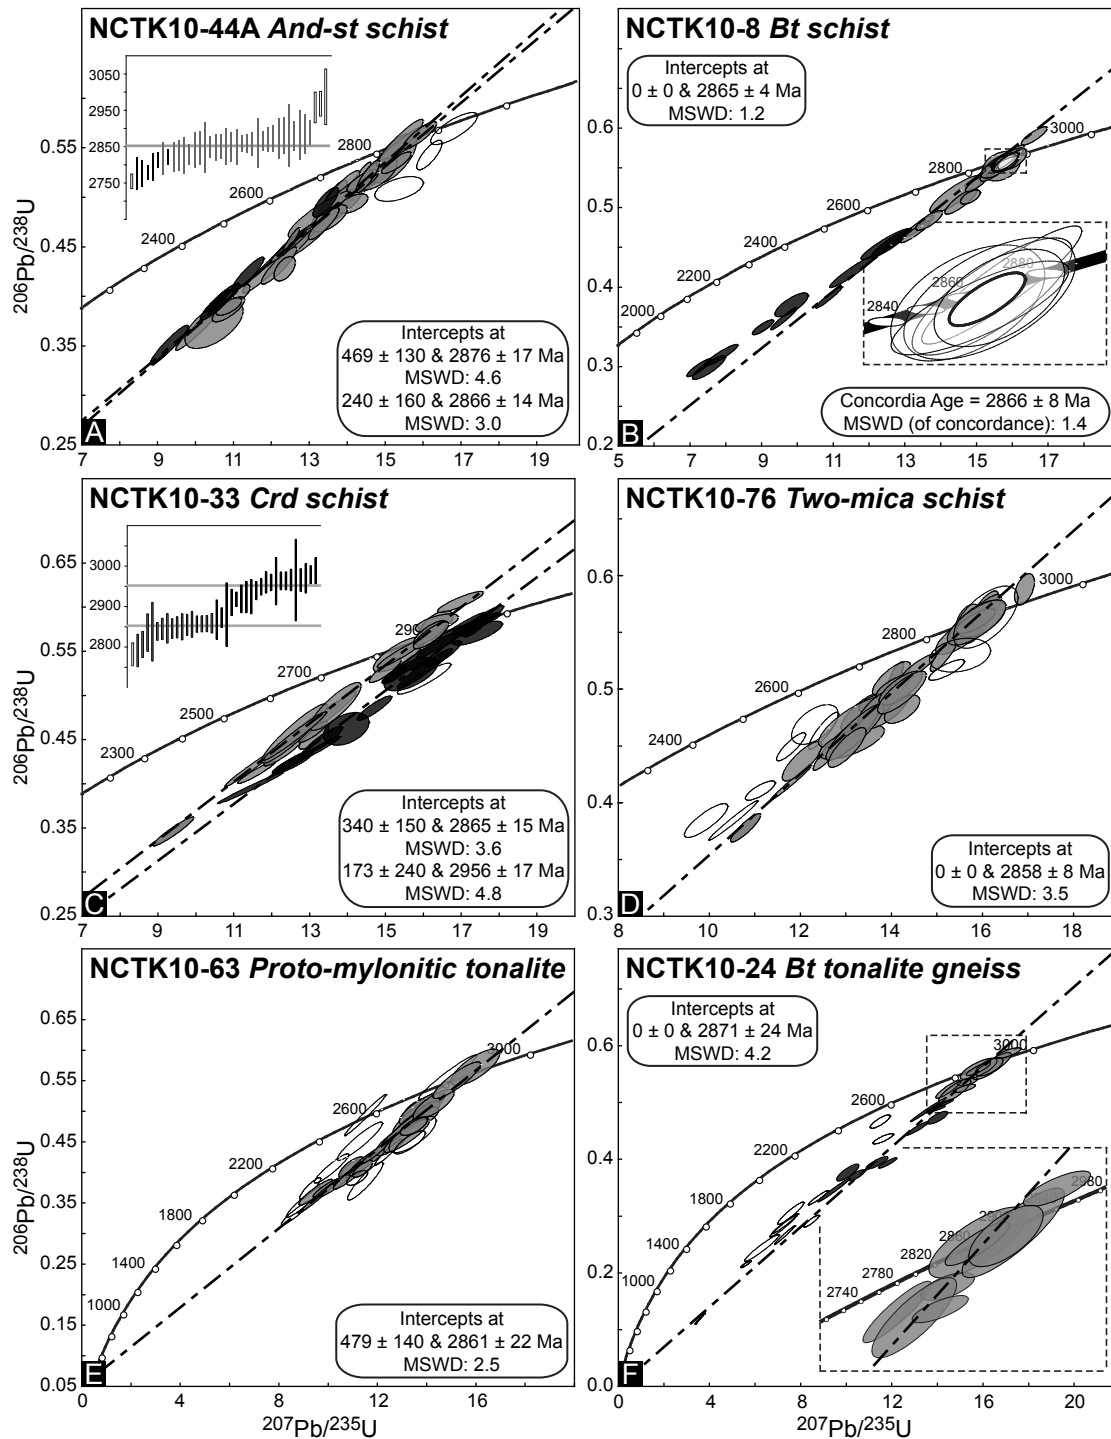 NCTK10-44A And-st schist
3050
2950
2850
2750
0.55
0.45
0.35
0.25
206Pb/238U
2400
2600
2800
Intercepts at
469 ± 130 & 2876 ± 17 Ma
MSWD: 4.6
240 ± 160 & 2866 ± 14 Ma
MSWD: 3.0
A
7 9 11 13 15 17 19
NCTK10-8 Bt schist
Intercepts at
0 ± 0 & 2865 ± 4 Ma
MSWD: 1.2
0.6
0.5
0.4
0.3
0.2
2000
2200
2400
2600
2800
3000
2840
2860
2880
Concordia Age = 2866 ± 8 Ma
MSWD (of concordance): 1.4
B
5 7 9 11 13 15 17
NCTK10-33 Crd schist
3000
2900
2800
0.65
0.55
0.45
0.35
0.25
206Pb/238U
2300
2500
2700
Intercepts at
340 ± 150 & 2865 ± 15 Ma
MSWD: 3.6
173 ± 240 & 2956 ± 17 Ma
MSWD: 4.8
C
7 9 11 13 15 17 19
NCTK10-76 Two-mica schist
0.6
0.5
0.4
0.3
2400
2600
2800
3000
Intercepts at
0 ± 0 & 2858 ± 8 Ma
MSWD: 3.5
D
8 10 12 14 16 18
NCTK10-63 Proto-mylonitic tonalite
0.65
0.55
0.45
0.35
0.25
0.15
0.05
206Pb/238U
1000
1400
1800
2200
2600
3000
Intercepts at
479 ± 140 & 2861 ± 22 Ma
MSWD: 2.5
E
0 4 8 12 16
207Pb/235U
NCTK10-24 Bt tonalite gneiss
Intercepts at
0 ± 0 & 2871 ± 24 Ma
MSWD: 4.2
0.6
0.4
0.2
0.0
1000
1400
1800
2200
2600
3000
2740
2780
2820
2860
2980
F
0 4 8 12 16 20
207Pb/235U